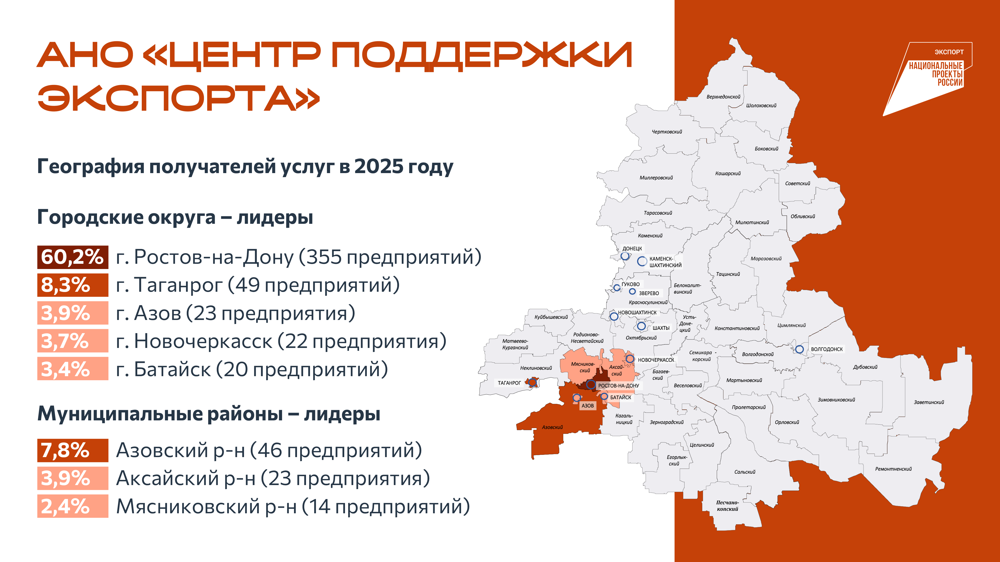 АНО «ЦЕНТР ПОДДЕРЖКИ
ЭКСПОРТА»
География получателей услуг в 2025 году
Городские округа – лидеры
60,2% г. Ростов-на-Дону (355 предприятий)
8,3% г. Таганрог (49 предприятий)
3,9% г. Азов (23 предприятия)
3,7% г. Новочеркасск (22 предприятия)
3,4% г. Батайск (20 предприятий)
Муниципальные районы – лидеры
7,8% Азовский р-н (46 предприятий)
3,9% Аксайский р-н (23 предприятия)
2,4% Мясниковский р-н (14 предприятий)
ЭКСПОРТ
НАЦИОНАЛЬНЫЕ
ПРОЕКТЫ
РОССИИ
Верхнедонской
Шолоховский
Чертковский
Боковский
Кашарский
Миллеровский
Советский
Тарасовский
Обливский
Милютинский
Каменский
ДОНЕЦК
КАМЕНСК-
ШАХТИНСКИЙ
Морозовский
Тацинский
ГУКОВО
ЗВЕРЕВО
Белокалит-
винский
Красносулинский
НОВОШАХТИНСК
Куйбышевский
Усть-
Доне-
цкий
ШАХТЫ
Константиновский
Цимлянский
Родионово-
Несветайский
Октябрьский
Матвеево-
Курганский
ВОЛГОДОНСК
Семикара -
корский
Волгодонской
НОВОЧЕРКАССК
Мясников-
ский
Аксай-
ский
Неклиновский
Дубовский
Багаев-
ский
Мартыновский
ТАГАНРОГ
РОСТОВ-НА-ДОНУ
Веселовский
БАТАЙСК
АЗОВ
Зимовниковский
Заветинский
Пролетарский
Кагаль-
ницкий
Зерноградский
Орловский
Азовский
Целинский
Егорлык-
ский
Сальский
Ремонтненский
Песчано-
копский